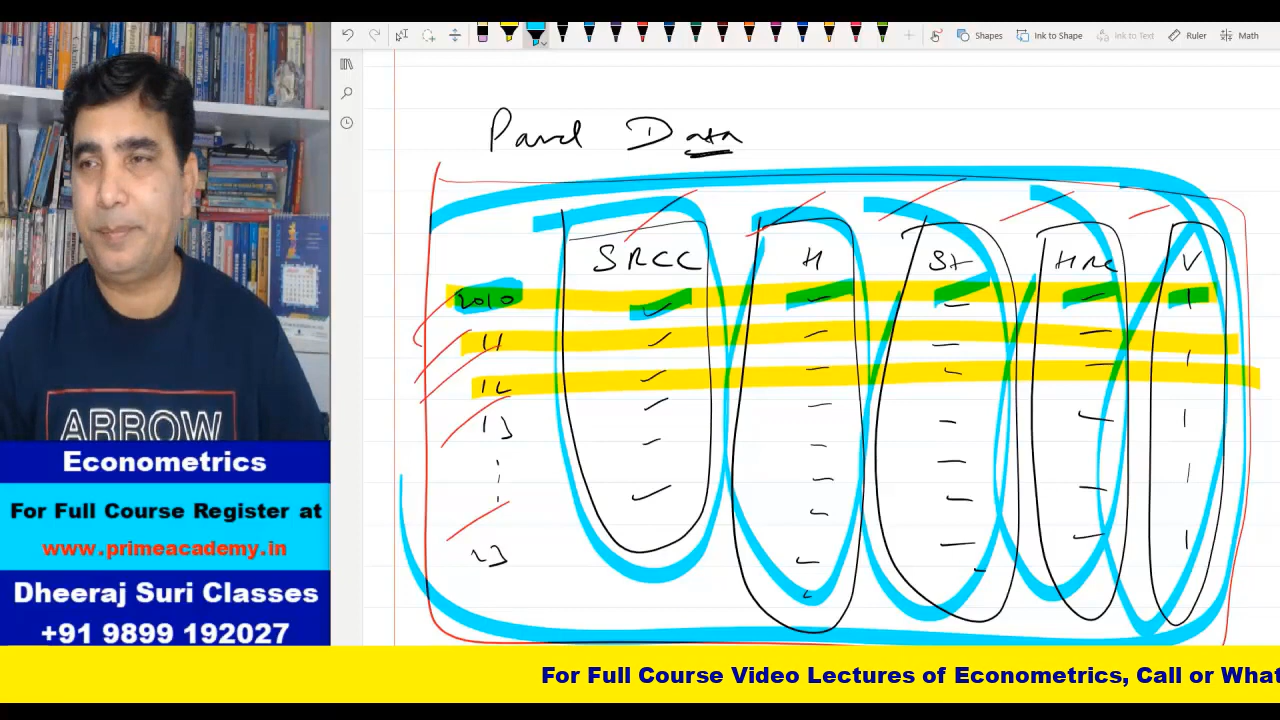 Shapes Ink to Shape Ink to Text Ruler Math
Panel Data
SRCC H St HRC V
2010
11
12
13
23
ARROW
Econometrics
For Full Course Register at
www.primeacademy.in
Dheeraj Suri Classes
+91 9899 192027
For Full Course Video Lectures of Econometrics, Call or What